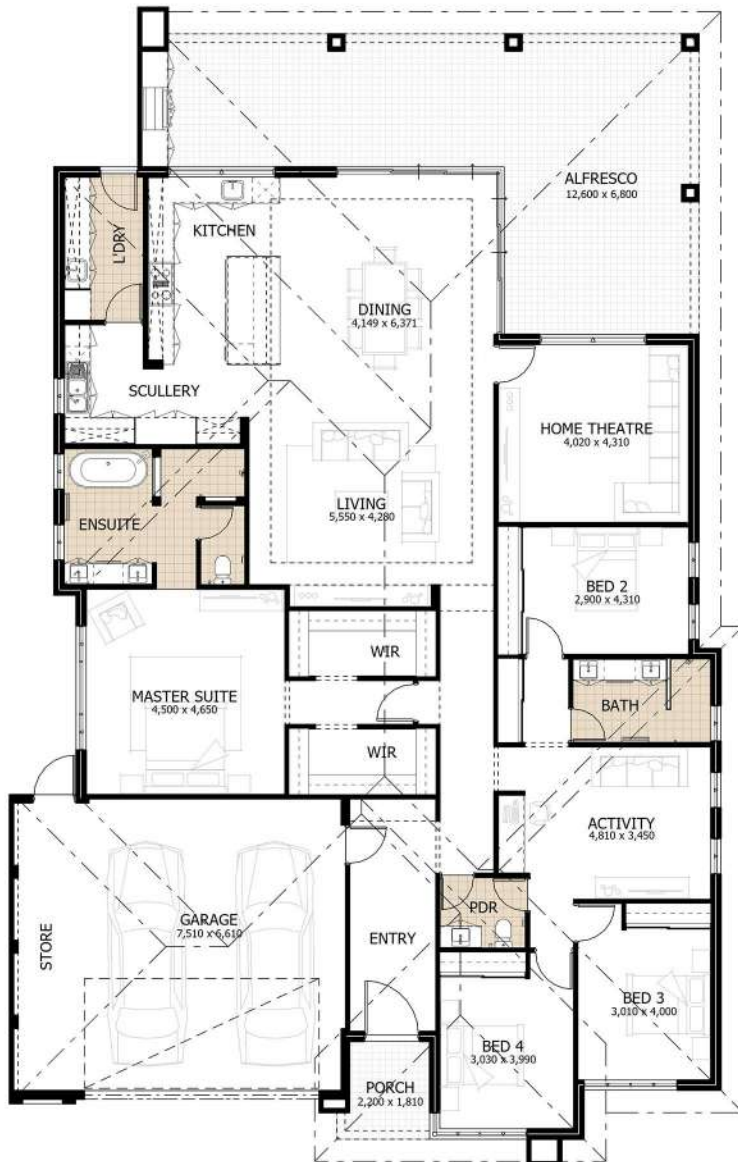 ALFRESCO
12,600 x 6,800
KITCHEN
L'DRY
DINING
4,149 x 6,371
SCULLERY
HOME THEATRE
4,020 x 4,310
LIVING
5,550 x 4,280
ENSUITE
BED 2
2,900 x 4,310
WIR
MASTER SUITE
4,500 x 4,650
BATH
WIR
ACTIVITY
4,810 x 3,450
PDR
GARAGE
7,510 x 6,610
STORE
ENTRY
BED 3
3,010 x 4,000
BED 4
3,030 x 3,990
PORCH
2,200 x 1,810